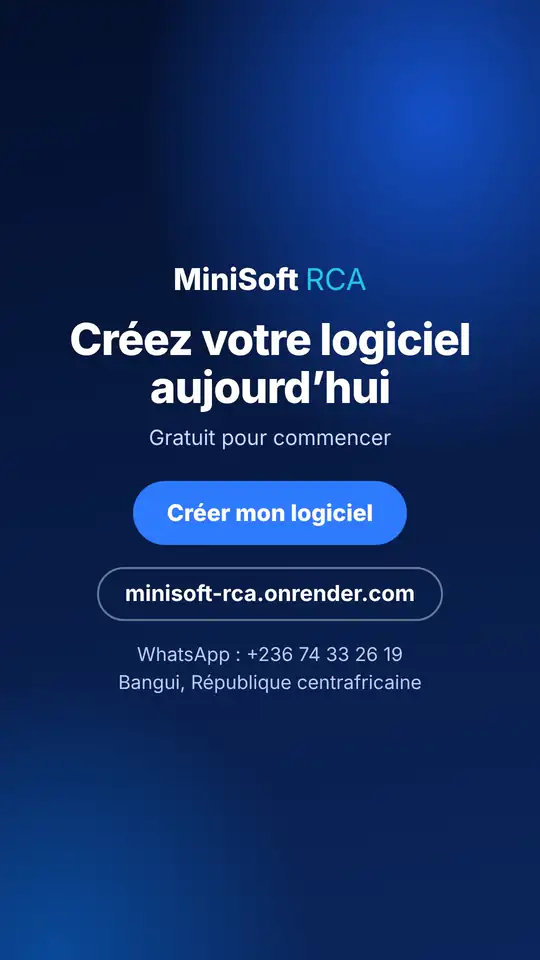 MiniSoft RCA
Créez votre logiciel
aujourd’hui
Gratuit pour commencer
Créer mon logiciel
minisoft-rca.onrender.com
WhatsApp : +236 74 33 26 19
Bangui, République centrafricaine